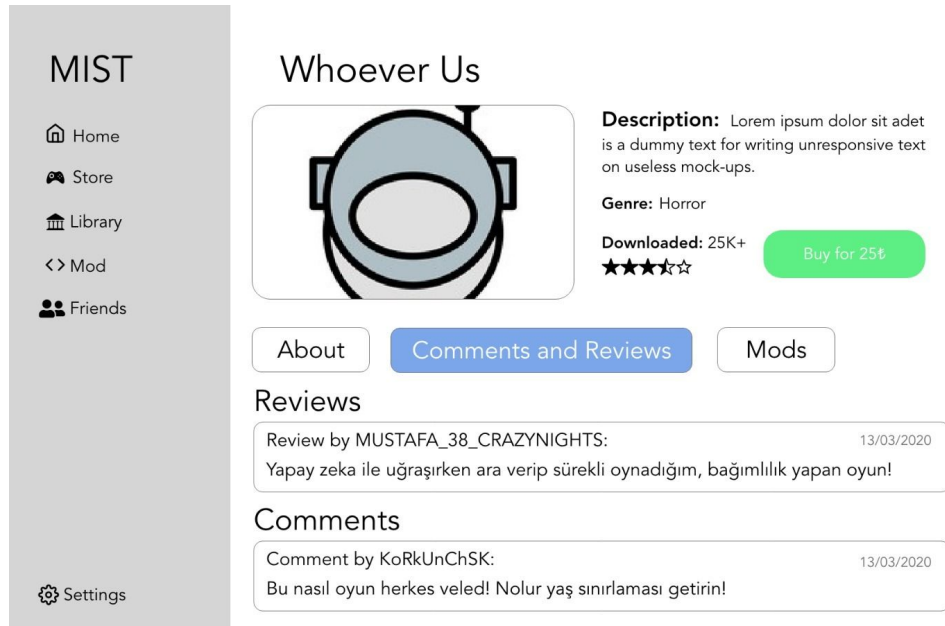 MIST
Home
Store
Library
Mod
Friends
Settings
Whoever Us
Description: Lorem ipsum dolor sit adet
is a dummy text for writing unresponsive text
on useless mock-ups.
Genre: Horror
Downloaded: 25K+
Buy for 25₺
About
Comments and Reviews
Mods
Reviews
Review by MUSTAFA_38_CRAZYNIGHTS:
13/03/2020
Yapay zeka ile uğraşırken ara verip sürekli oynadığım, bağımlılık yapan oyun!
Comments
Comment by KoRkUnChSK:
13/03/2020
Bu nasıl oyun herkes veled! Nolur yaş sınırlaması getirin!